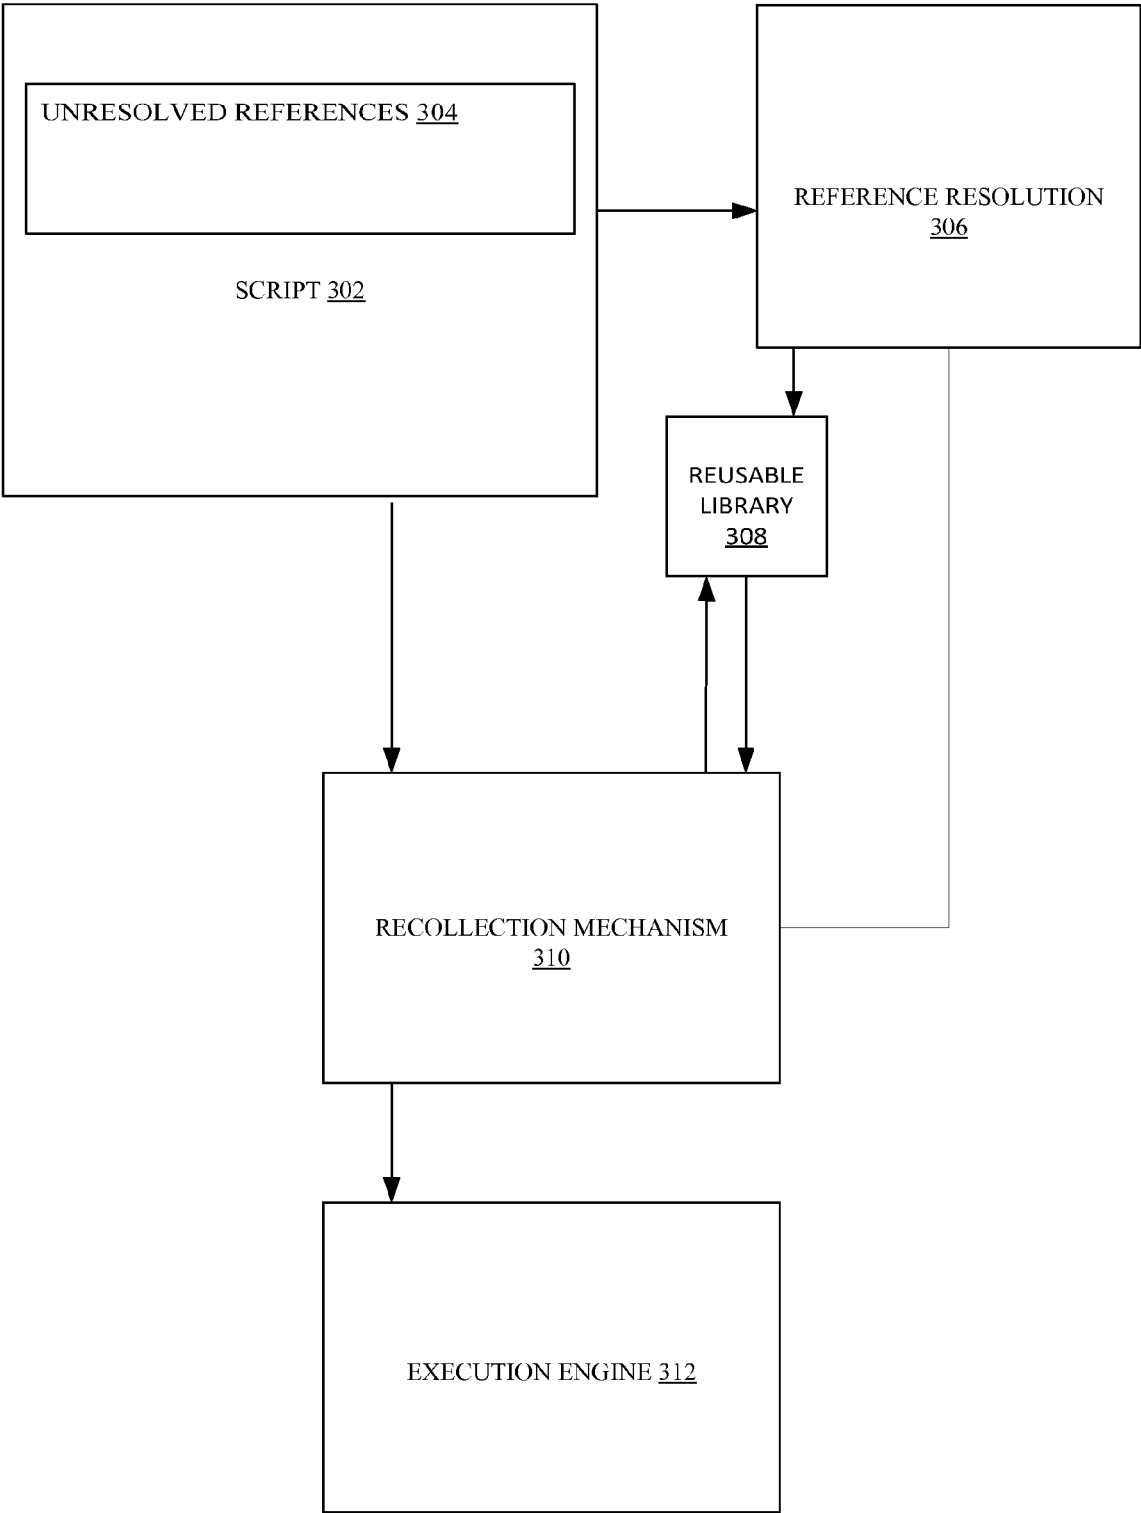 UNRESOLVED REFERENCES 304
SCRIPT 302
REFERENCE RESOLUTION
306
REUSABLE
LIBRARY
308
RECOLLECTION MECHANISM
310
EXECUTION ENGINE 312